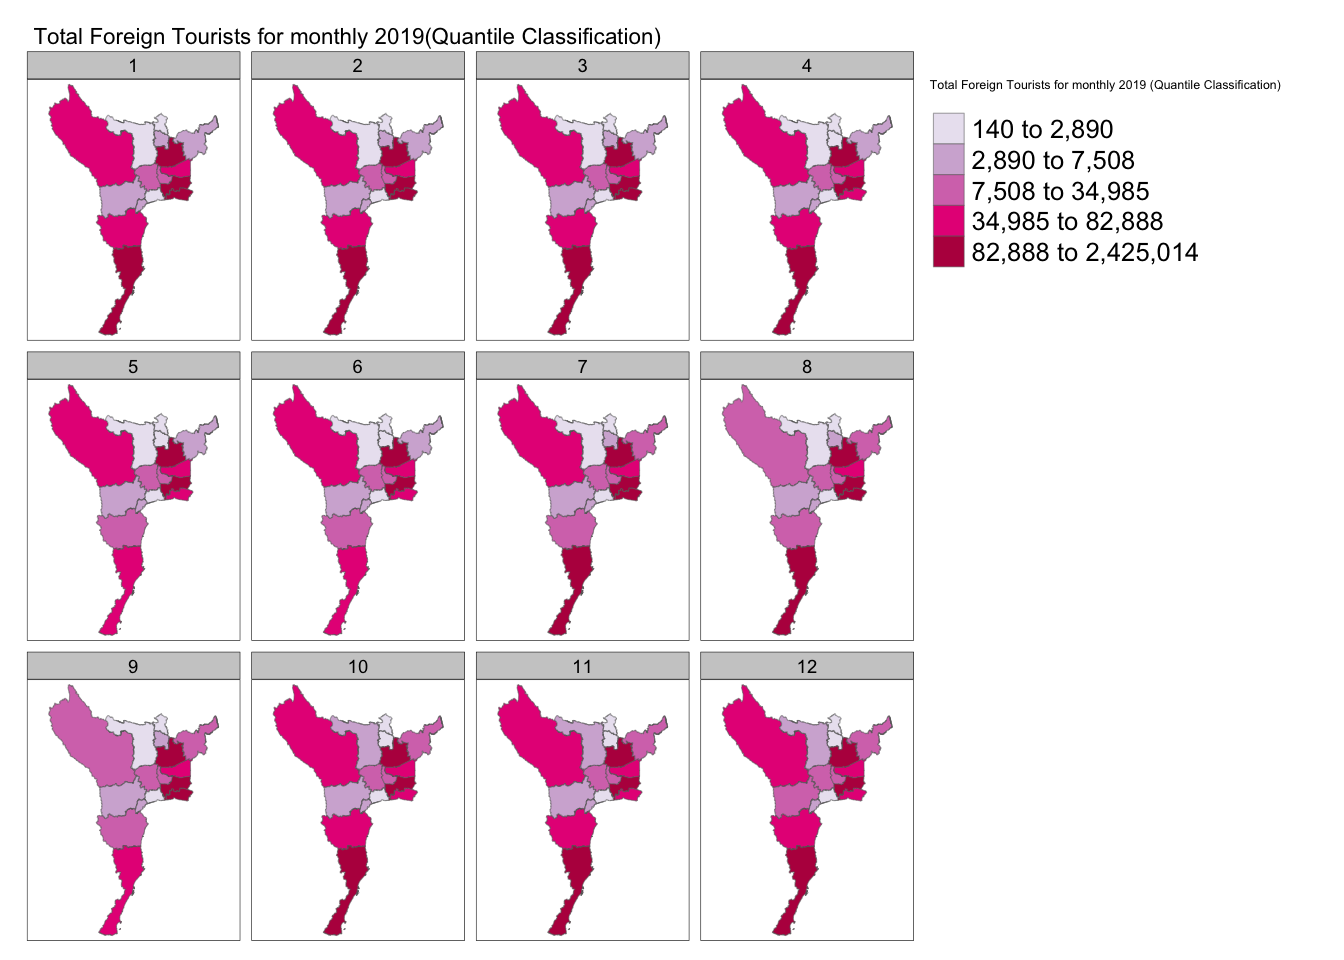 Total Foreign Tourists for monthly 2019(Quantile Classification)
1
2
3
4
Total Foreign Tourists for monthly 2019 (Quantile Classification)
140 to 2,890
2,890 to 7,508
7,508 to 34,985
34,985 to 82,888
82,888 to 2,425,014
5
6
7
8
9
10
11
12